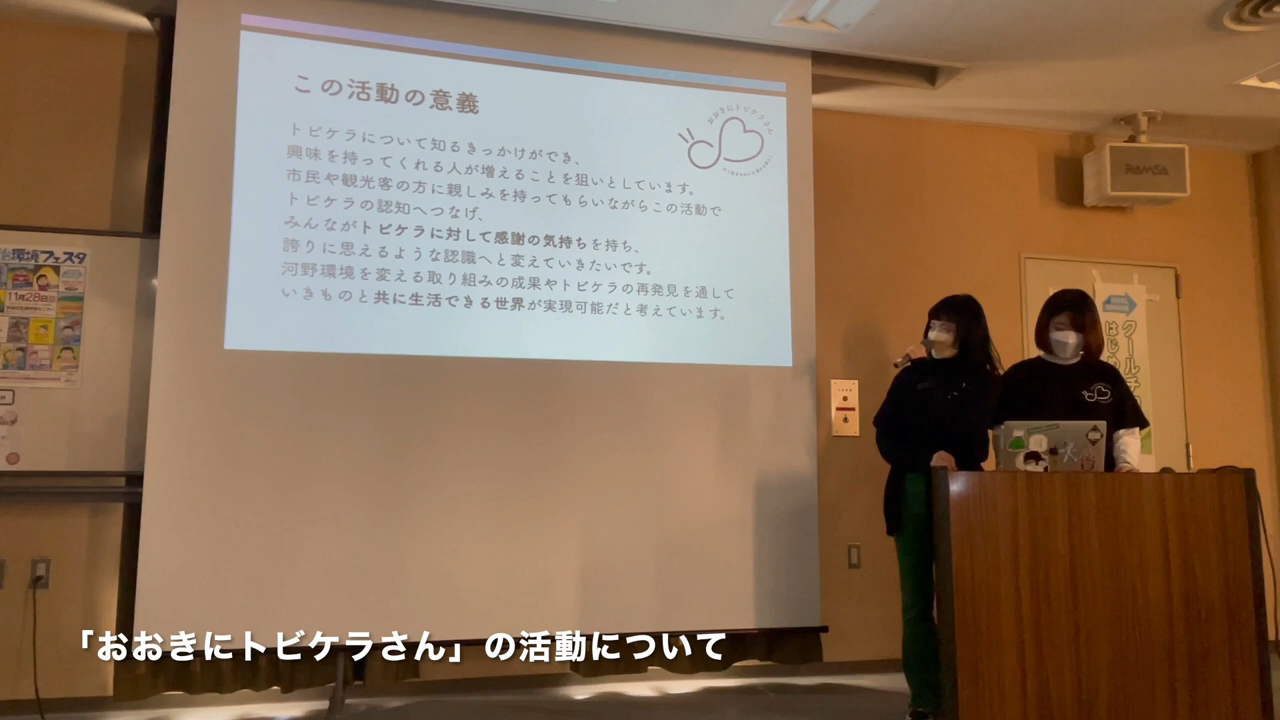 この活動の意義
トビケラについて知るきっかけができ、
興味を持ってくれる人が増えることを狙いとしています。
市民や観光客の方に親しみを持ってもらいながらこの活動で
トビケラの認知へつなげ、
みんながトビケラに対して感謝の気持ちを持ち、
誇りに思えるような認識へと変えていきたいです。
河野環境を変える取り組みの成果やトビケラの再発見を通して
いきものと共に生活できる世界が実現可能だと考えています。
おおきにトビケラさん
RAMSA
治環境フェスタ
11月28日
クールチョ
はじめ
「おおきにトビケラさん」の活動について